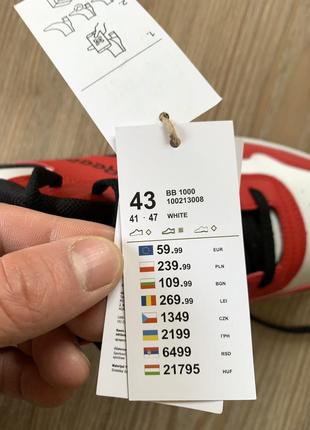 2.
43
BB 1000
100213008
41 - 47
WHITE
59.99 EUR
239.99 PLN
109.99 BGN
269.99 LEI
1349 CZK
2199 ГРН
6499 RSD
21795 HUF